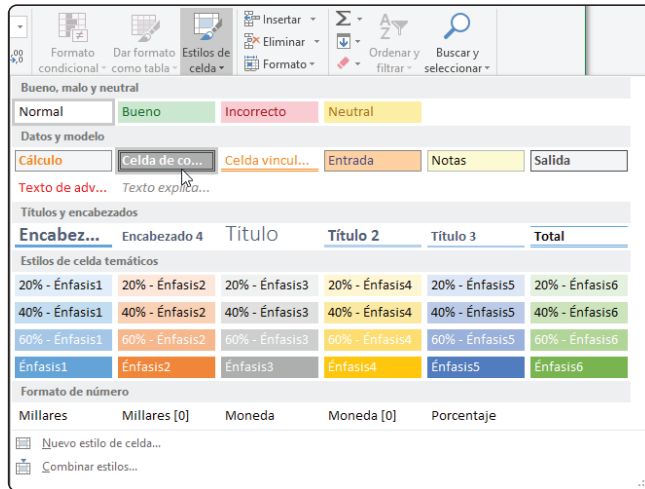 Insertar
Eliminar
Formato
Formato condicional
Dar formato como tabla
Estilos de celda
Ordenar y filtrar
Buscar y seleccionar
Bueno, malo y neutral
Normal Bueno Incorrecto Neutral
Datos y modelo
Cálculo Celda de co... Celda vincul... Entrada Notas Salida
Texto de adv... Texto explica...
Títulos y encabezados
Encabez... Encabezado 4 Título Título 2 Título 3 Total
Estilos de celda temáticos
20% - Énfasis1 20% - Énfasis2 20% - Énfasis3 20% - Énfasis4 20% - Énfasis5 20% - Énfasis6
40% - Énfasis1 40% - Énfasis2 40% - Énfasis3 40% - Énfasis4 40% - Énfasis5 40% - Énfasis6
60% - Énfasis1 60% - Énfasis2 60% - Énfasis3 60% - Énfasis4 60% - Énfasis5 60% - Énfasis6
Énfasis1 Énfasis2 Énfasis3 Énfasis4 Énfasis5 Énfasis6
Formato de número
Millares Millares [0] Moneda Moneda [0] Porcentaje
Nuevo estilo de celda...
Combinar estilos...